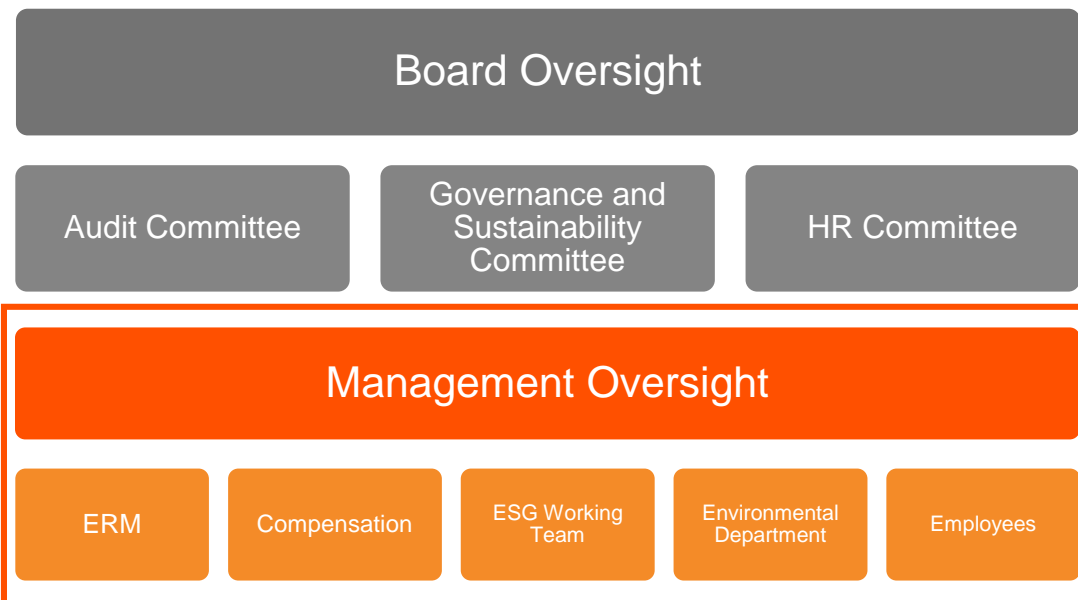 Board Oversight
Audit Committee
Governance and
Sustainability
Committee
HR Committee
Management Oversight
ERM
Compensation
ESG Working
Team
Environmental
Department
Employees